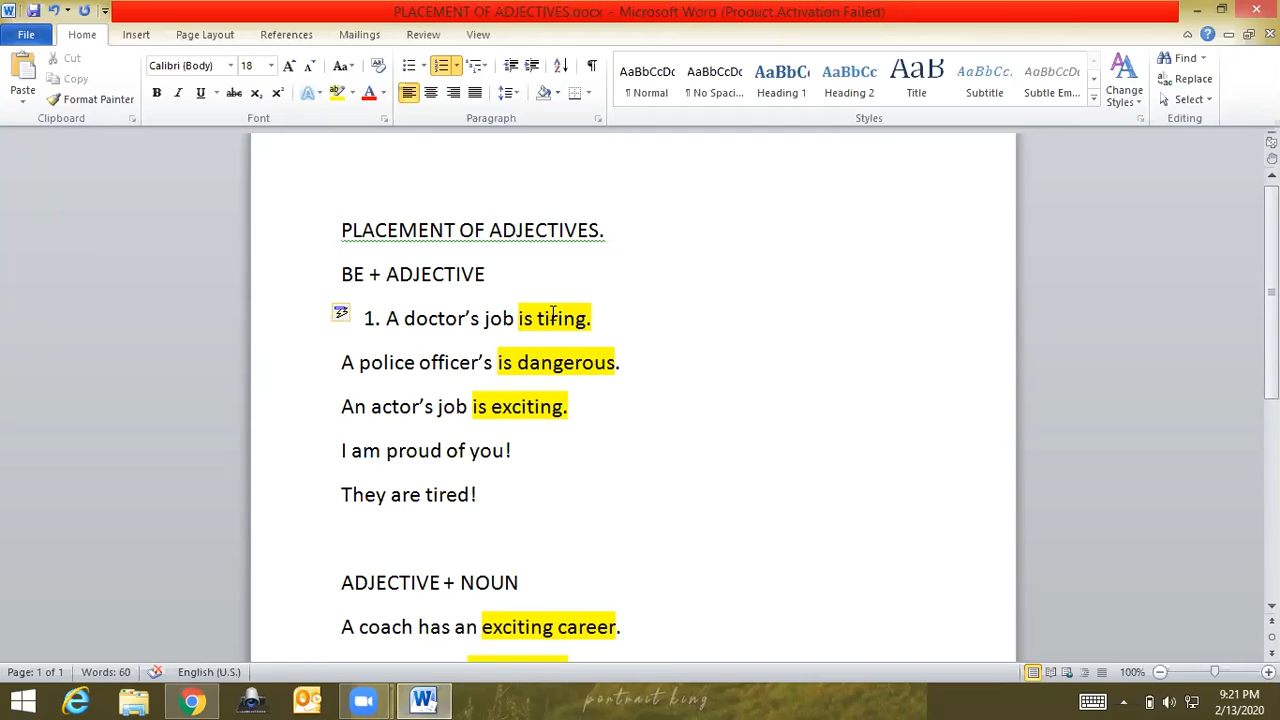 PLACEMENT OF ADJECTIVES.docx - Microsoft Word (Product Activation Failed)
File Home Insert Page Layout References Mailings Review View
Paste
Cut
Copy
Format Painter
Clipboard
Calibri (Body) 18
Font
Paragraph
AaBbCcDc AaBbCcDc AaBbCc AaBbCc AaB AaBbCcL AaBbCcDc
¶ Normal ¶ No Spaci... Heading 1 Heading 2 Title Subtitle Subtle Em...
Change Styles
Styles
Find
Replace
Select
Editing
PLACEMENT OF ADJECTIVES.
BE + ADJECTIVE
1. A doctor's job is tiring.
A police officer's is dangerous.
An actor's job is exciting.
I am proud of you!
They are tired!
ADJECTIVE + NOUN
A coach has an exciting career.
Page: 1 of 1 Words: 60 English (U.S.) 100%
portrait king
9:21 PM
2/13/2020